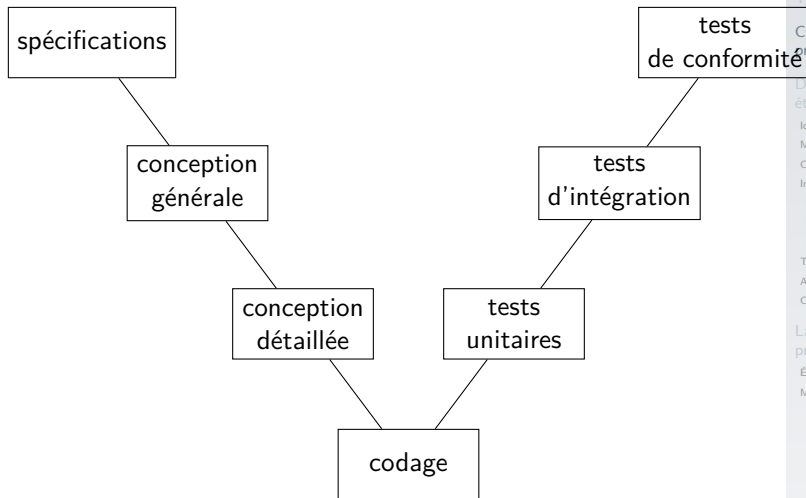 spécifications
tests
de conformité
conception
générale
tests
d'intégration
conception
détaillée
tests
unitaires
codage